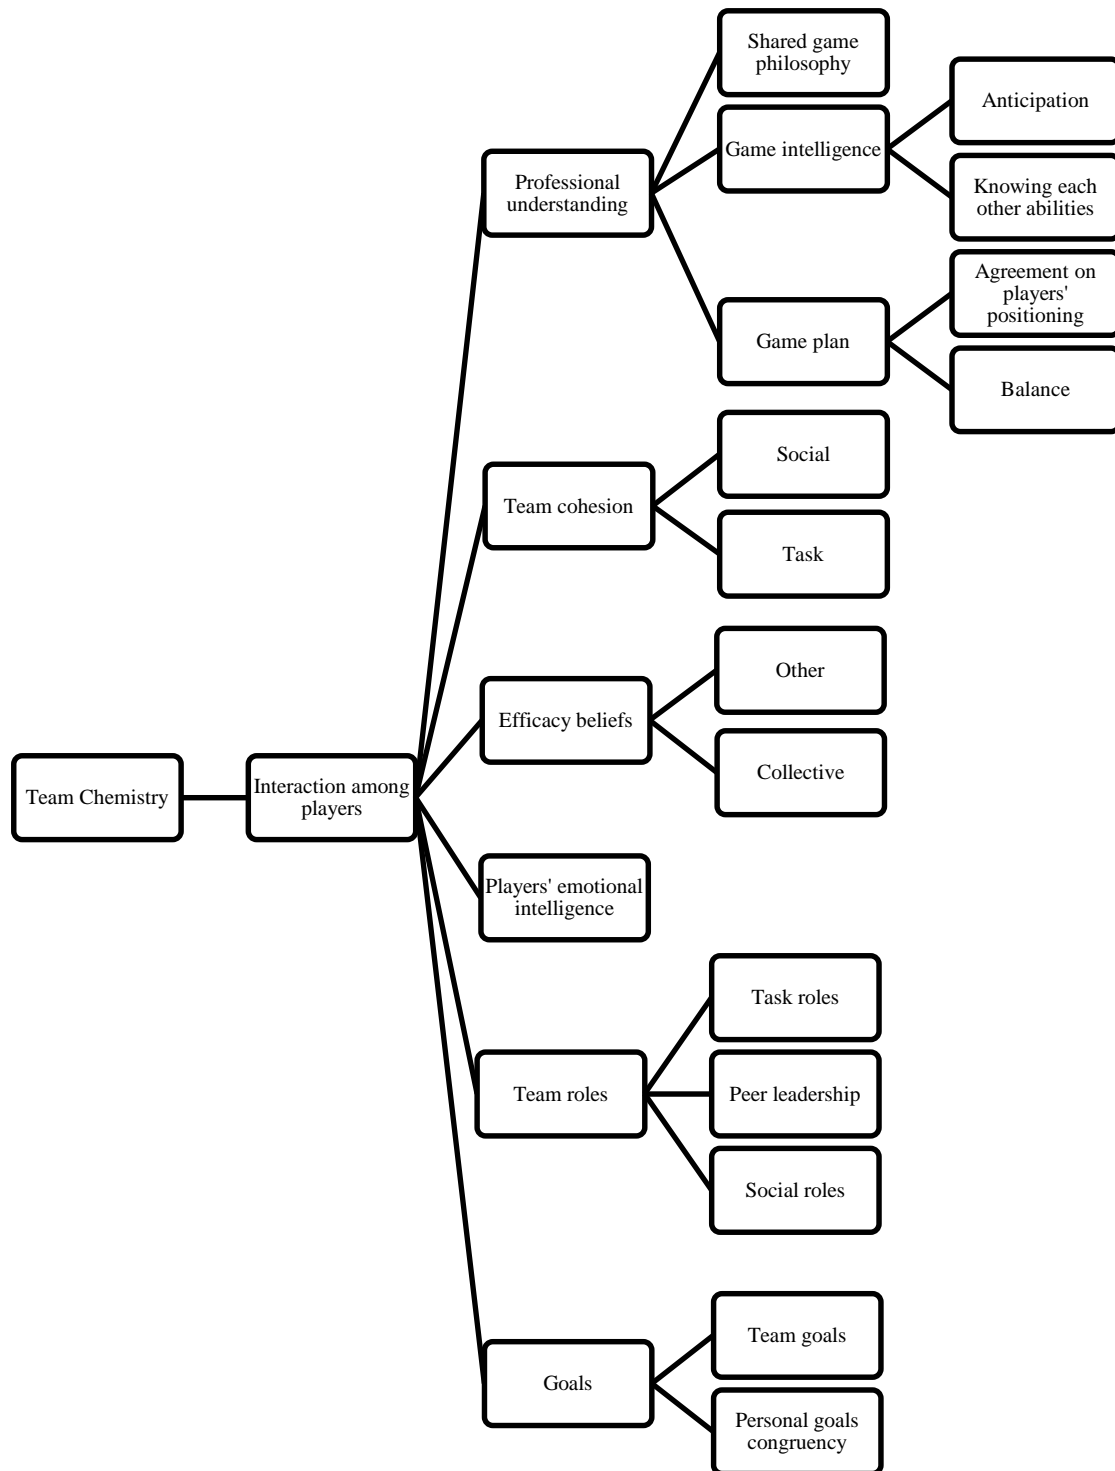 Shared game
philosophy
Anticipation
Game intelligence
Professional
understanding
Knowing each
other abilities
Agreement on
players'
positioning
Game plan
Balance
Social
Team cohesion
Task
Other
Efficacy beliefs
Collective
Team Chemistry
Interaction among
players
Players' emotional
intelligence
Task roles
Team roles
Peer leadership
Social roles
Team goals
Goals
Personal goals
congruency